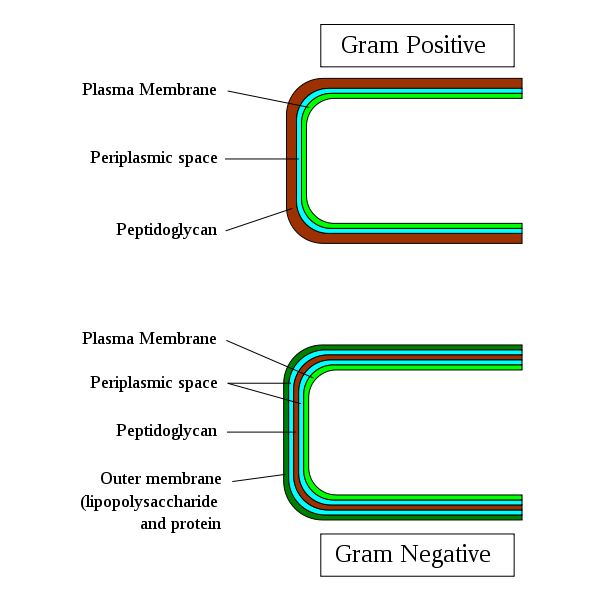 Gram Positive
Plasma Membrane
Periplasmic space
Peptidoglycan
Plasma Membrane
Periplasmic space
Peptidoglycan
Outer membrane
(lipopolysaccharide
and protein
Gram Negative